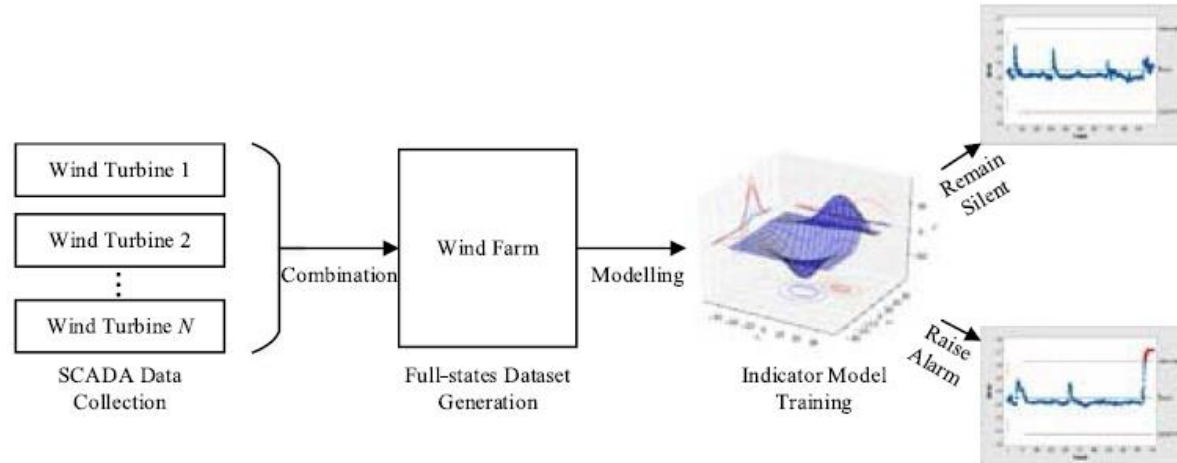 Wind Turbine 1
Wind Turbine 2
Wind Turbine N
SCADA Data
Collection
Combination
Wind Farm
Full-states Dataset
Generation
Modelling
Indicator Model
Training
Remain
Silent
Raise
Alarm